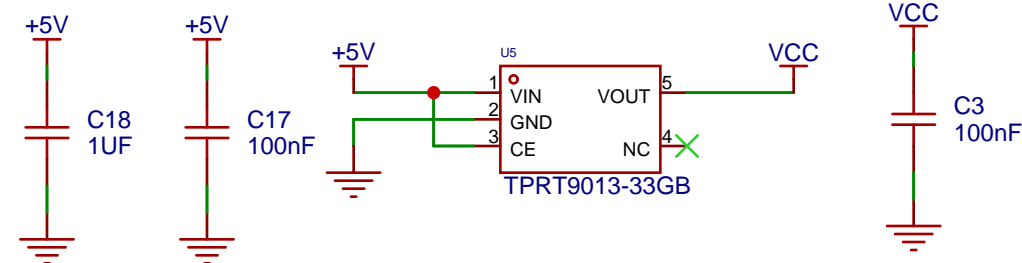 +5V
C18
1UF
+5V
C17
100nF
+5V
U5
1
VIN
2
GND
3
CE
VOUT
5
NC
4
TPRT9013-33GB
VCC
VCC
C3
100nF